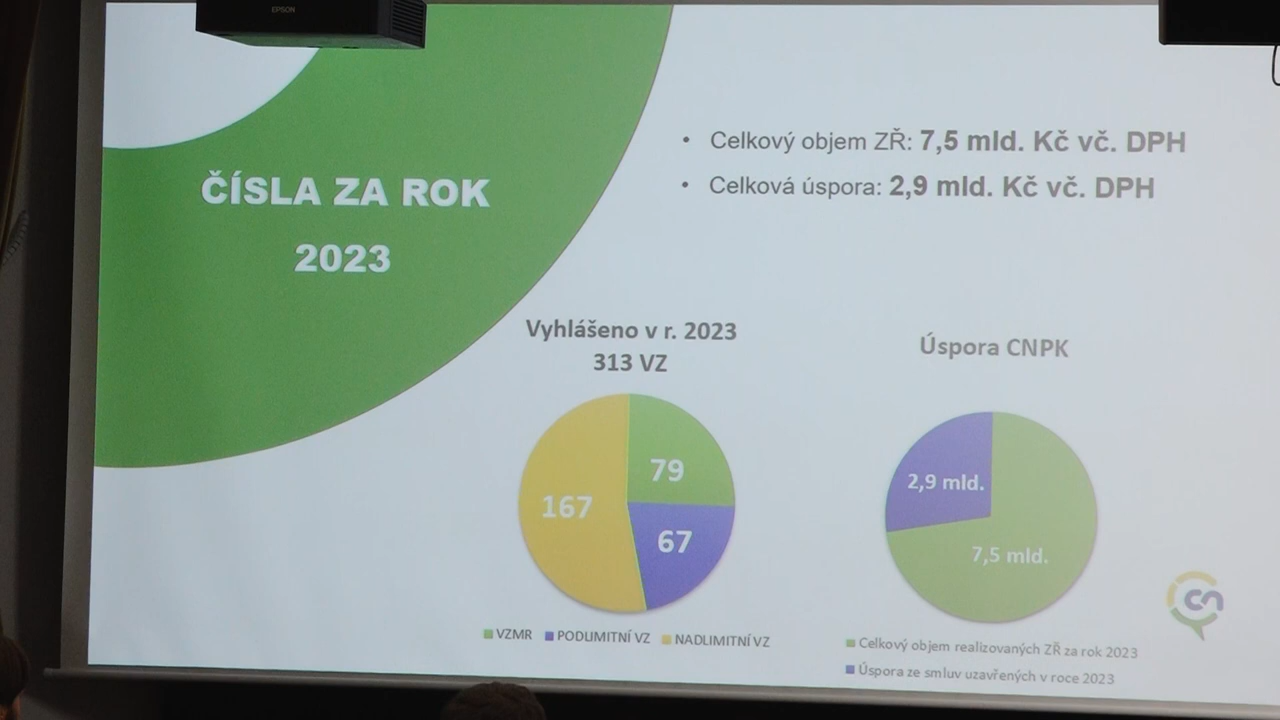 EPSON
ČÍSLA ZA ROK
2023
• Celkový objem ZŘ: 7,5 mld. Kč vč. DPH
• Celková úspora: 2,9 mld. Kč vč. DPH
Vyhlášeno v r. 2023
313 VZ
79
167
67
VZMR PODLIMITNÍ VZ NADLIMITNÍ VZ
Úspora CNPK
2,9 mld.
7,5 mld.
Celkový objem realizovaných ZŘ za rok 2023
Úspora ze smluv uzavřených v roce 2023
cn